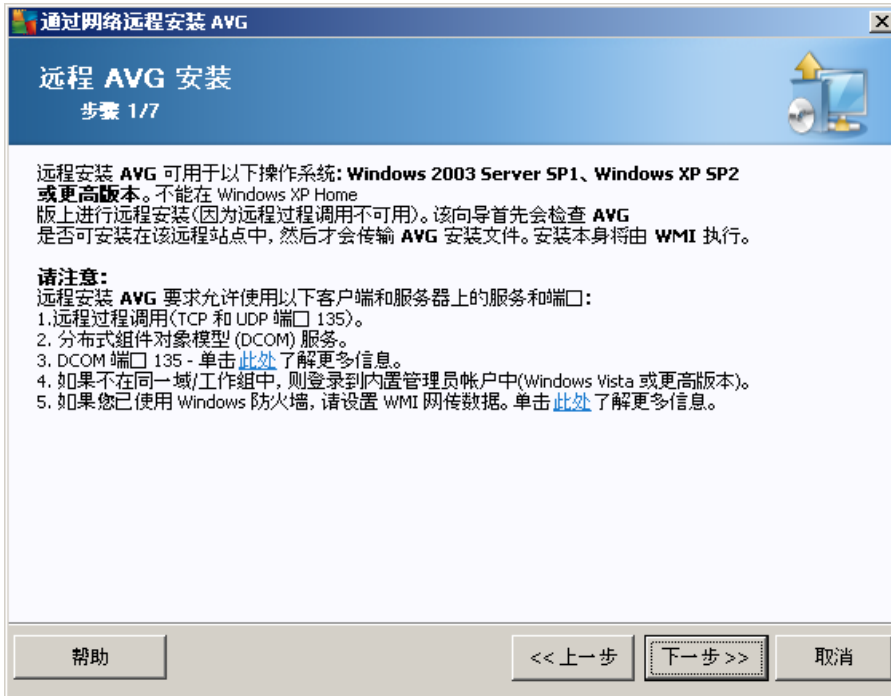 通过网络远程安装 AVG
远程 AVG 安装
步骤 1/7
远程安装 AVG 可用于以下操作系统: Windows 2003 Server SP1、Windows XP SP2
或更高版本。不能在 Windows XP Home
版上进行远程安装(因为远程过程调用不可用)。该向导首先会检查 AVG
是否可安装在该远程站点中, 然后才会传输 AVG 安装文件。安装本身将由 WMI 执行。
请注意:
远程安装 AVG 要求允许使用以下客户端和服务器上的服务和端口:
1.远程过程调用(TCP 和 UDP 端口 135)。
2. 分布式组件对象模型 (DCOM) 服务。
3. DCOM 端口 135 - 单击此处了解更多信息。
4. 如果不在同一域/工作组中, 则登录到内置管理员帐户中(Windows Vista 或更高版本)。
5. 如果您已使用 Windows 防火墙, 请设置 WMI 网传数据。单击此处了解更多信息。
帮助
<< 上一步
下一步 >>
取消